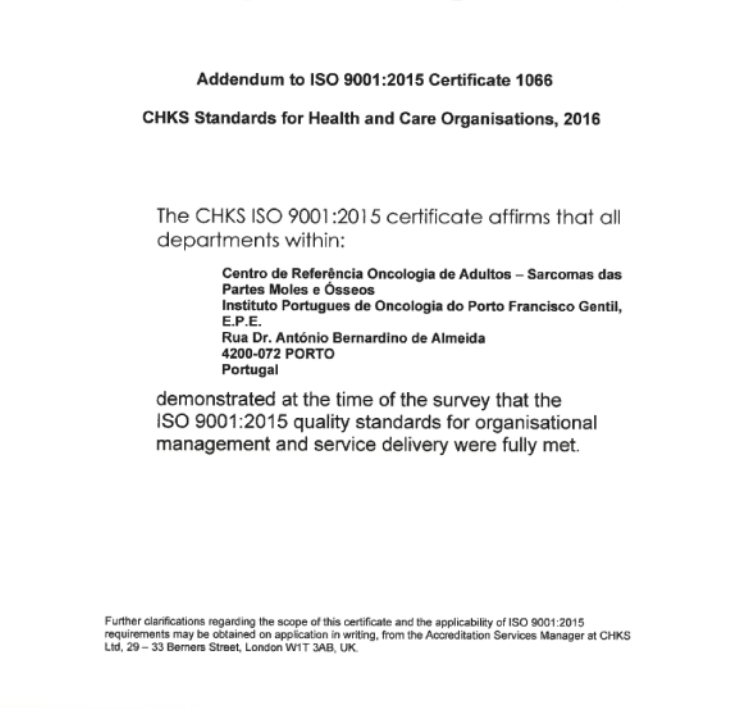 Addendum to ISO 9001:2015 Certificate 1066
CHKS Standards for Health and Care Organisations, 2016
The CHKS ISO 9001:2015 certificate affirms that all
departments within:
Centro de Referência Oncologia de Adultos – Sarcomas das
Partes Moles e Ósseos
Instituto Portugues de Oncologia do Porto Francisco Gentil,
E.P.E.
Rua Dr. António Bernardino de Almeida
4200-072 PORTO
Portugal
demonstrated at the time of the survey that the
ISO 9001:2015 quality standards for organisational
management and service delivery were fully met.
Further clarifications regarding the scope of this certificate and the applicability of ISO 9001:2015
requirements may be obtained on application in writing, from the Accreditation Services Manager at CHKS
Ltd, 29 – 33 Berners Street, London W1T 3AB, UK.